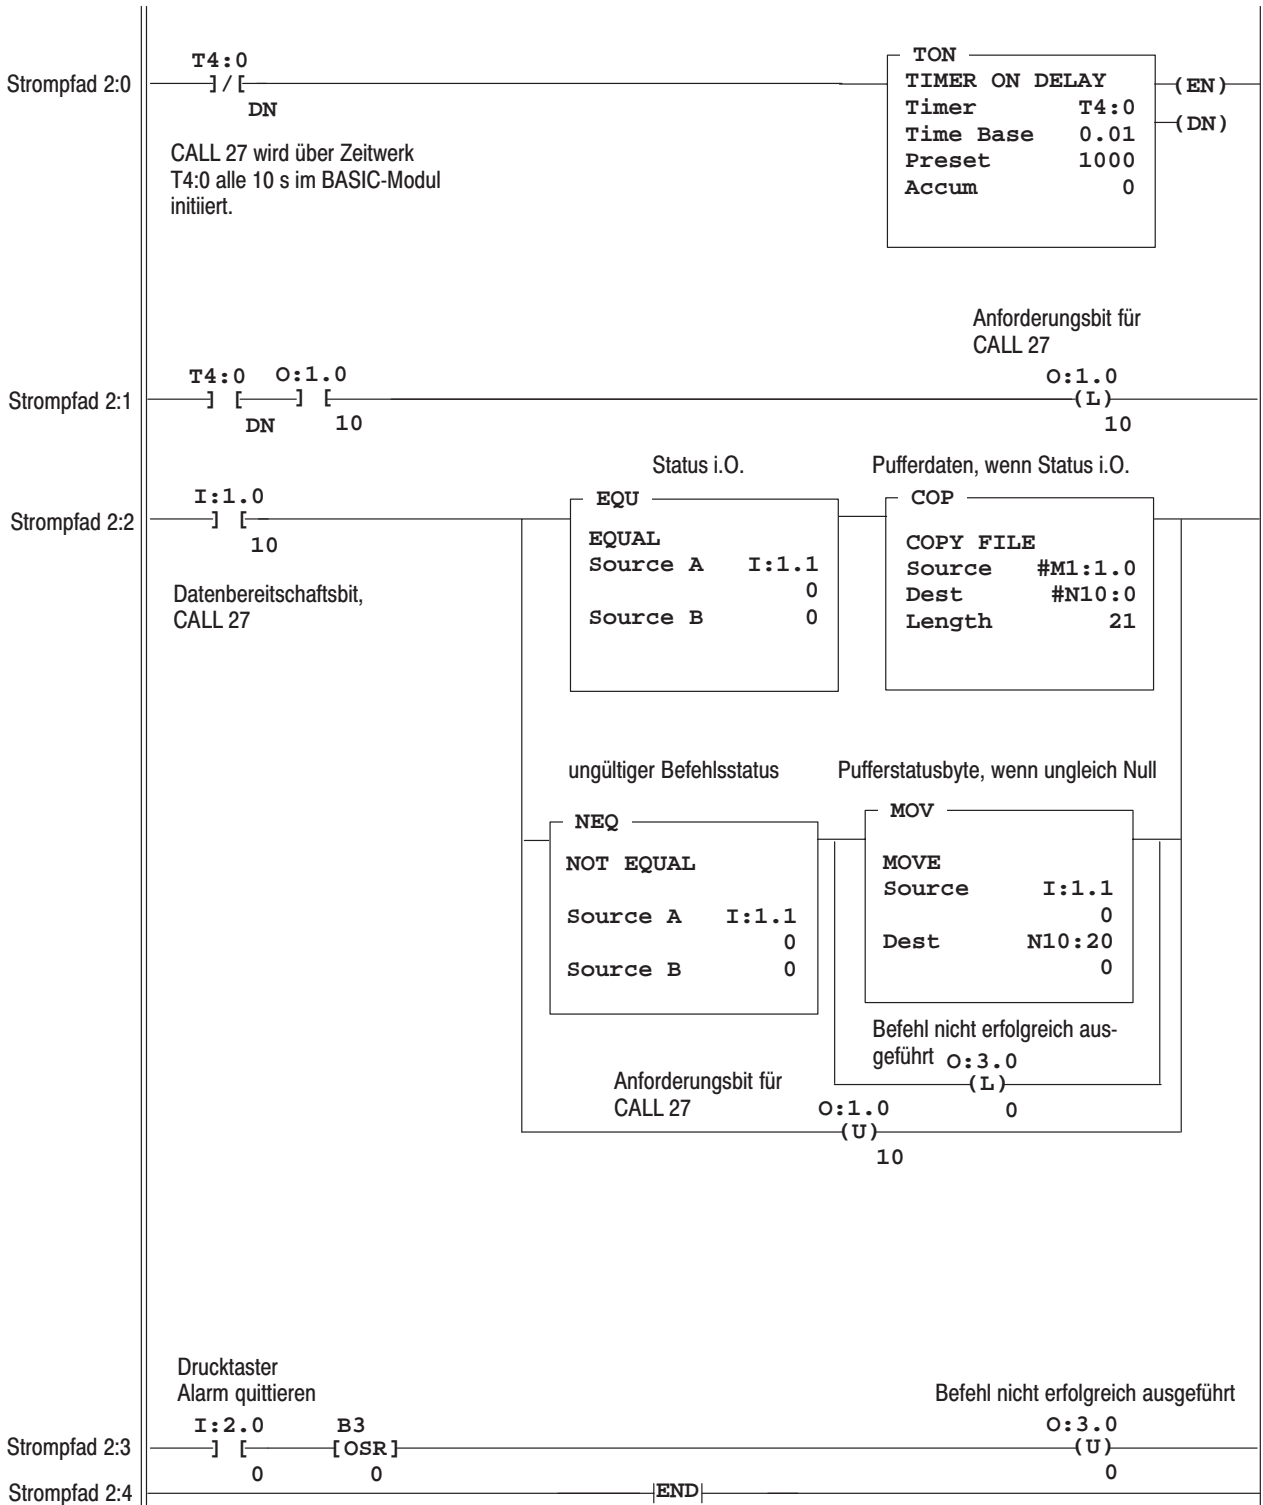 T4:0
Strompfad 2:0
]/[
DN
TON
TIMER ON DELAY
Timer T4:0
Time Base 0.01
Preset 1000
Accum 0
(EN)
(DN)
CALL 27 wird über Zeitwerk
T4:0 alle 10 s im BASIC-Modul
initiiert.
Anforderungsbit für
CALL 27
T4:0 O:1.0 O:1.0
Strompfad 2:1 ] [ ] [ (L)
DN 10 10
Status i.O. Pufferdaten, wenn Status i.O.
I:1.0
Strompfad 2:2 ] [
10
Datenbereitschaftsbit,
CALL 27
EQU
EQUAL
Source A I:1.1
0
Source B 0
COP
COPY FILE
Source #M1:1.0
Dest #N10:0
Length 21
ungültiger Befehlsstatus Pufferstatusbyte, wenn ungleich Null
NEQ
NOT EQUAL
Source A I:1.1
0
Source B 0
MOV
MOVE
Source I:1.1
0
Dest N10:20
0
Befehl nicht erfolgreich aus-
geführt O:3.0
(L)
0
Anforderungsbit für
CALL 27 O:1.0
(U)
10
Drucktaster
Alarm quittieren Befehl nicht erfolgreich ausgeführt
I:2.0 B3 O:3.0
Strompfad 2:3 ] [ [OSR] (U)
0 0 0
Strompfad 2:4 END